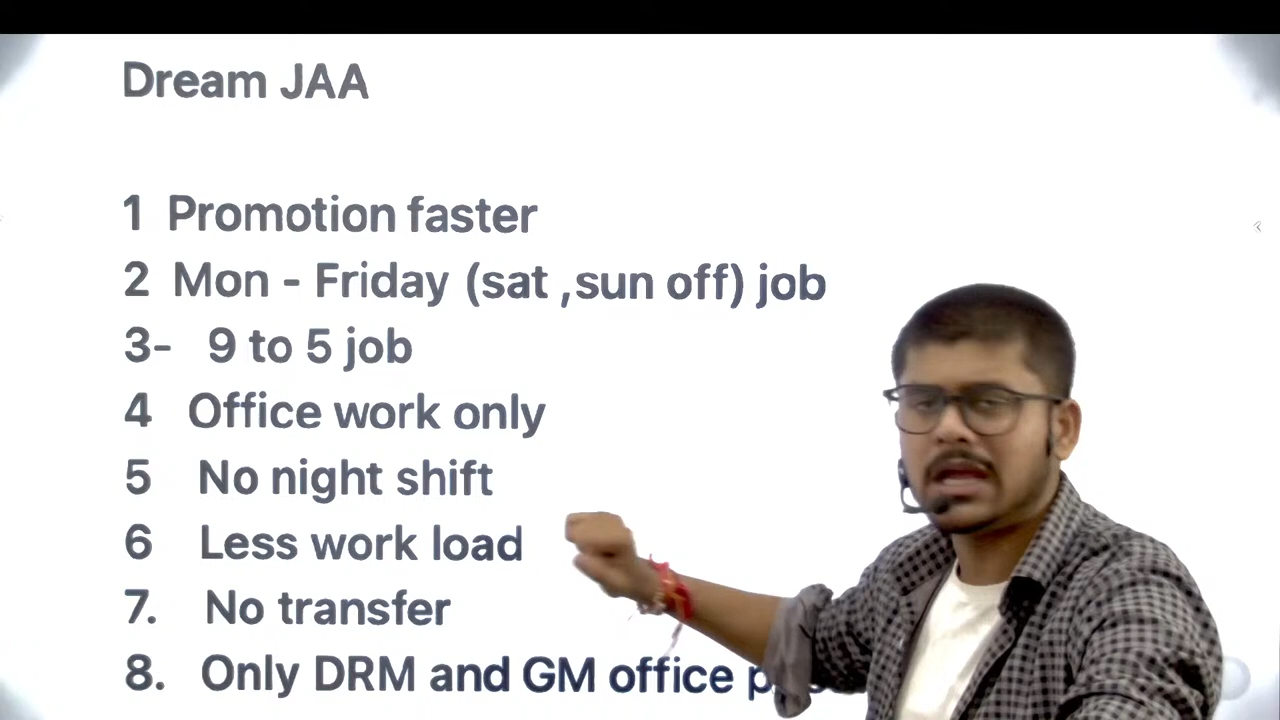 Dream JAA
1 Promotion faster
2 Mon - Friday (sat ,sun off) job
3- 9 to 5 job
4 Office work only
5 No night shift
6 Less work load
7. No transfer
8. Only DRM and GM office